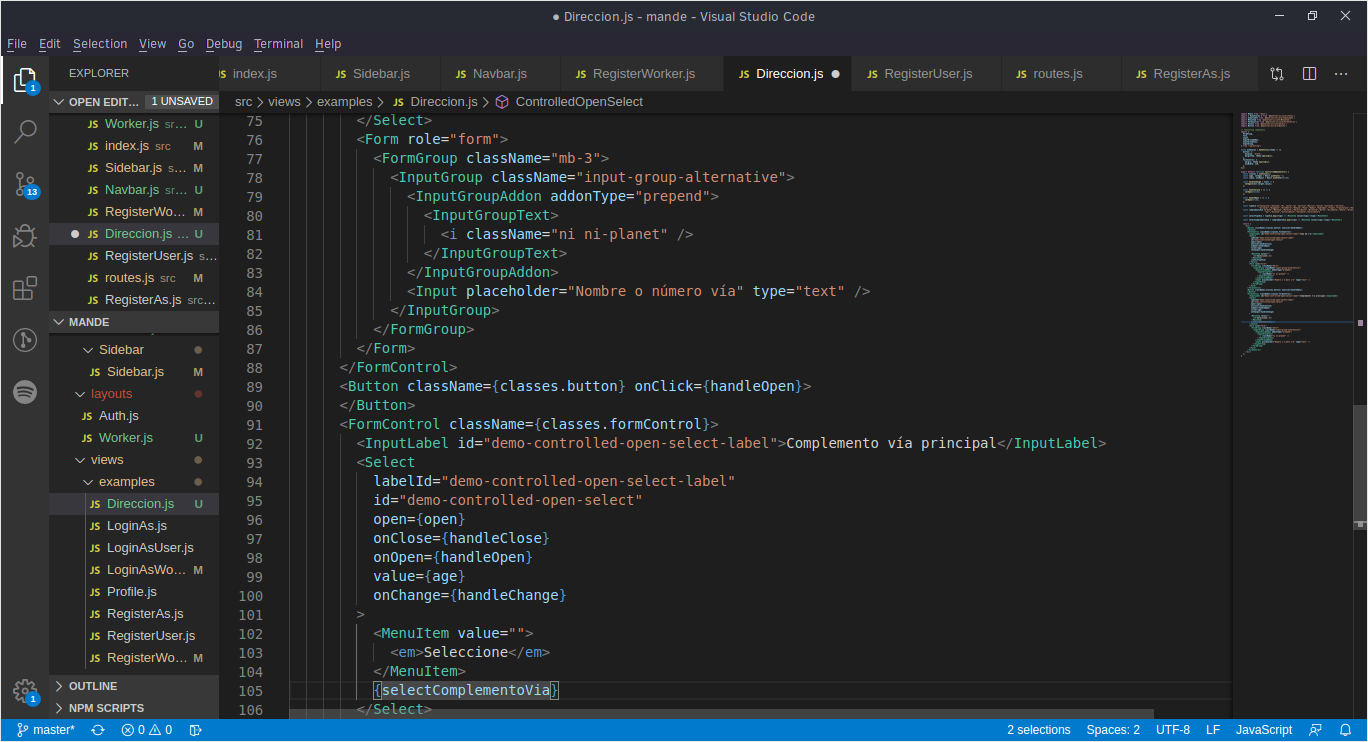 ● Direccion.js - mande - Visual Studio Code
File Edit Selection View Go Debug Terminal Help
EXPLORER
JS index.js
JS Sidebar.js
JS Navbar.js
JS RegisterWorker.js
JS Direccion.js ●
JS RegisterUser.js
JS routes.js
JS RegisterAs.js
OPEN EDIT... 1 UNSAVED
JS Worker.js sr... U
JS index.js src M
JS Sidebar.js s... M
JS Navbar.js sr... U
JS RegisterWo... M
● JS Direccion.js ... U
JS RegisterUser.js s...
JS routes.js src M
JS RegisterAs.js src...
MANDE
Sidebar
JS Sidebar.js M
layouts
JS Auth.js
JS Worker.js U
views
examples
JS Direccion.js U
JS LoginAs.js
JS LoginAsUser.js
JS LoginAsWo... M
JS Profile.js
JS RegisterAs.js
JS RegisterUser.js
JS RegisterWo... M
OUTLINE
NPM SCRIPTS
1
13
1
src > views > examples > JS Direccion.js > ControlledOpenSelect
75 </Select>
76 <Form role="form">
77 <FormGroup className="mb-3">
78 <InputGroup className="input-group-alternative">
79 <InputGroupAddon addonType="prepend">
80 <InputGroupText>
81 <i className="ni ni-planet" />
82 </InputGroupText>
83 </InputGroupAddon>
84 <Input placeholder="Nombre o número vía" type="text" />
85 </InputGroup>
86 </FormGroup>
87 </Form>
88 </FormControl>
89 <Button className={classes.button} onClick={handleOpen}>
90 </Button>
91 <FormControl className={classes.formControl}>
92 <InputLabel id="demo-controlled-open-select-label">Complemento vía principal</InputLabel>
93 <Select
94 labelId="demo-controlled-open-select-label"
95 id="demo-controlled-open-select"
96 open={open}
97 onClose={handleClose}
98 onOpen={handleOpen}
99 value={age}
100 onChange={handleChange}
101 >
102 <MenuItem value="">
103 <em>Seleccione</em>
104 </MenuItem>
105 {selectComplementoVia}
106 </Select>
master* 0 0 2 selections Spaces: 2 UTF-8 LF JavaScript